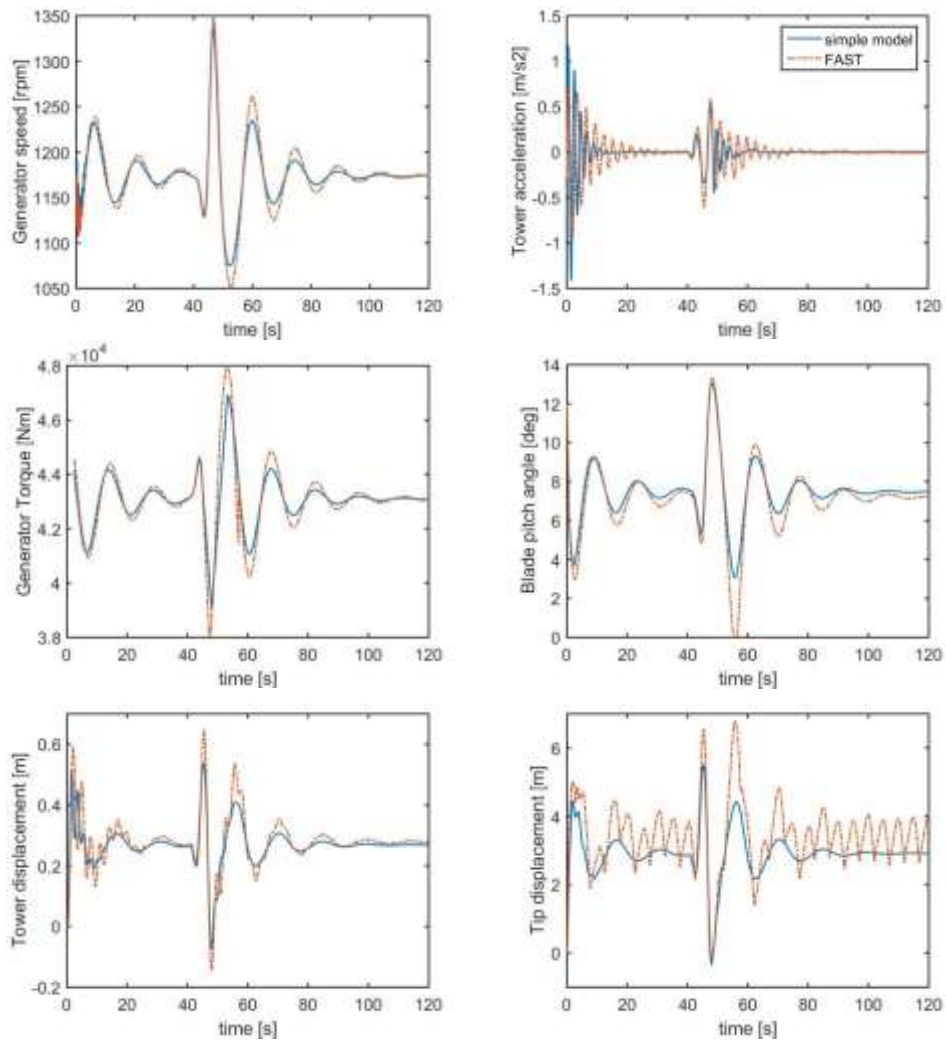 1350
1300
1250
1200
1150
1100
1050
Generator speed [rpm]
0 20 40 60 80 100 120
time [s]
1.5
1
0.5
0
-0.5
-1
-1.5
Tower acceleration [m/s2]
simple model
FAST
0 20 40 60 80 100 120
time [s]
×10⁴
4.8
4.6
4.4
4.2
4
3.8
Generator Torque [Nm]
0 20 40 60 80 100 120
time [s]
14
12
10
8
6
4
2
0
Blade pitch angle [deg]
0 20 40 60 80 100 120
time [s]
0.6
0.4
0.2
0
-0.2
Tower displacement [m]
0 20 40 60 80 100 120
time [s]
6
4
2
0
Tip displacement [m]
0 20 40 60 80 100 120
time [s]